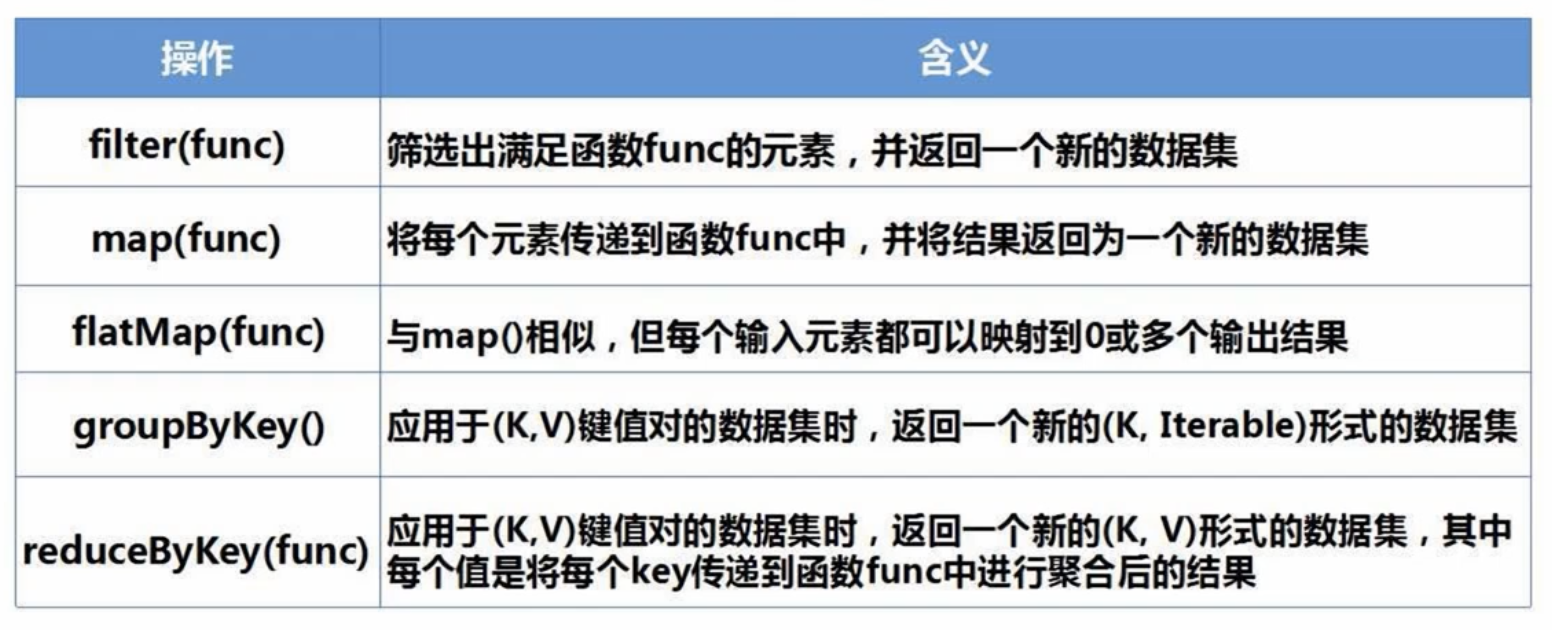 操作
含义
filter(func)
筛选出满足函数func的元素，并返回一个新的数据集
map(func)
将每个元素传递到函数func中，并将结果返回为一个新的数据集
flatMap(func)
与map()相似，但每个输入元素都可以映射到0或多个输出结果
groupByKey()
应用于(K,V)键值对的数据集时，返回一个新的(K, Iterable)形式的数据集
reduceByKey(func)
应用于(K,V)键值对的数据集时，返回一个新的(K, V)形式的数据集，其中
每个值是将每个key传递到函数func中进行聚合后的结果